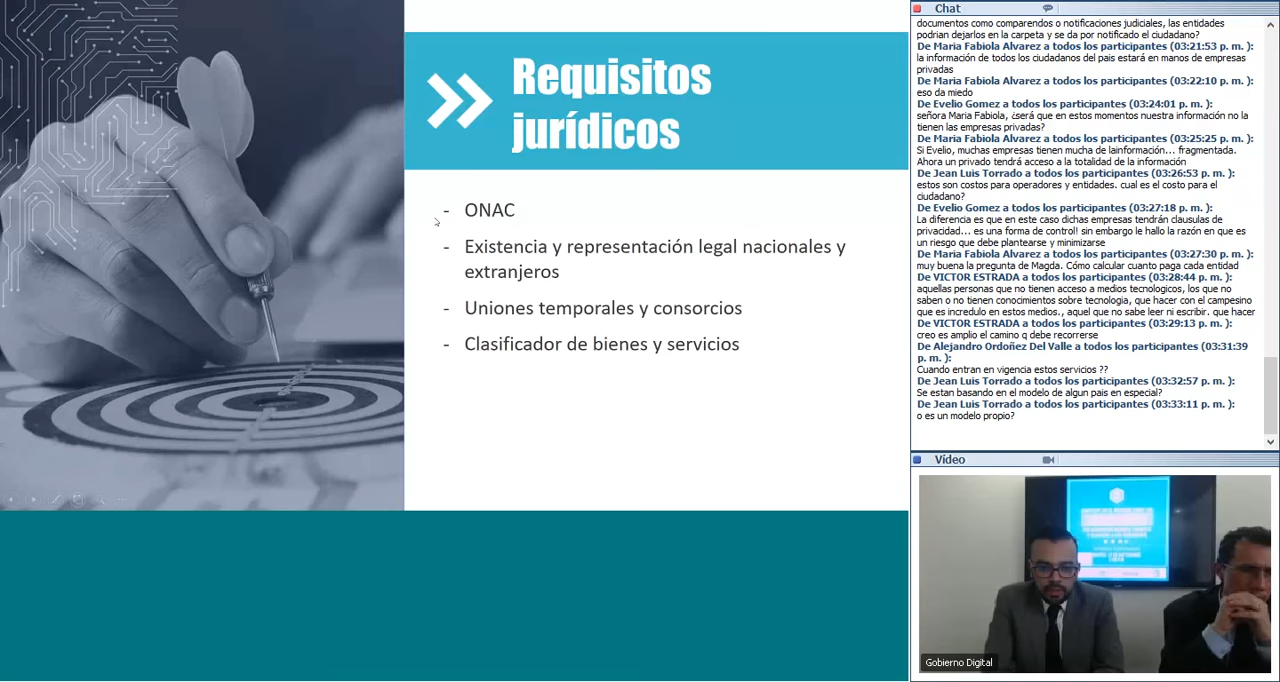 Requisitos
jurídicos
- ONAC
- Existencia y representación legal nacionales y
extranjeros
- Uniones temporales y consorcios
- Clasificador de bienes y servicios
Chat
documentos como comparendos o notificaciones judiciales, las entidades
podrian dejarlos en la carpeta y se da por notificado el ciudadano?
De Maria Fabiola Alvarez a todos los participantes (03:21:53 p. m. ):
la información de todos los ciudadanos del pais estará en manos de empresas
privadas
De Maria Fabiola Alvarez a todos los participantes (03:22:10 p. m. ):
eso da miedo
De Evelio Gomez a todos los participantes (03:24:01 p. m. ):
señora Maria Fabiola, ¿será que en estos momentos nuestra información no la
tienen las empresas privadas?
De Maria Fabiola Alvarez a todos los participantes (03:25:25 p. m. ):
Si Evelio, muchas empresas tienen mucha de lainformación... fragmentada.
Ahora un privado tendrá acceso a la totalidad de la información
De Jean Luis Torrado a todos los participantes (03:26:53 p. m. ):
estos son costos para operadores y entidades. cual es el costo para el
ciudadano?
De Evelio Gomez a todos los participantes (03:27:18 p. m. ):
La diferencia es que en este caso dichas empresas tendrán clausulas de
privacidad... es una forma de control! sin embargo le hallo la razón en que es
un riesgo que debe plantearse y minimizarse
De Maria Fabiola Alvarez a todos los participantes (03:27:30 p. m. ):
muy buena la pregunta de Magda. Cómo calcular cuanto paga cada entidad
De VICTOR ESTRADA a todos los participantes (03:28:44 p. m. ):
aquellas personas que no tienen acceso a medios tecnologicos, los que no
saben o no tienen conocimientos sobre tecnologia, que hacer con el campesino
que es incredulo en estos medios., aquel que no sabe leer ni escribir. que hacer
De VICTOR ESTRADA a todos los participantes (03:29:13 p. m. ):
creo es amplio el camino q debe recorrerse
De Alejandro Ordoñez Del Valle a todos los participantes (03:31:39
p. m. ):
Cuando entran en vigencia estos servicios ??
De Jean Luis Torrado a todos los participantes (03:32:57 p. m. ):
Se estan basando en el modelo de algun pais en especial?
De Jean Luis Torrado a todos los participantes (03:33:11 p. m. ):
o es un modelo propio?
Vídeo
Gobierno Digital